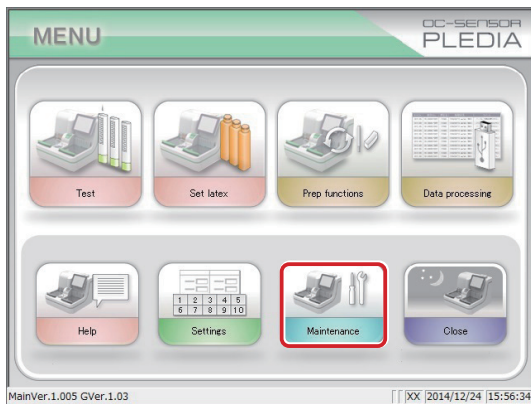 MENU
OC-SENSOR
PLEDIA
Test
Set latex
Prep functions
Data processing
Help
1 2 3 4 5
6 7 8 9 10
Settings
Maintenance
Close
MainVer.1.005 GVer.1.03
XX 2014/12/24 15:56:34